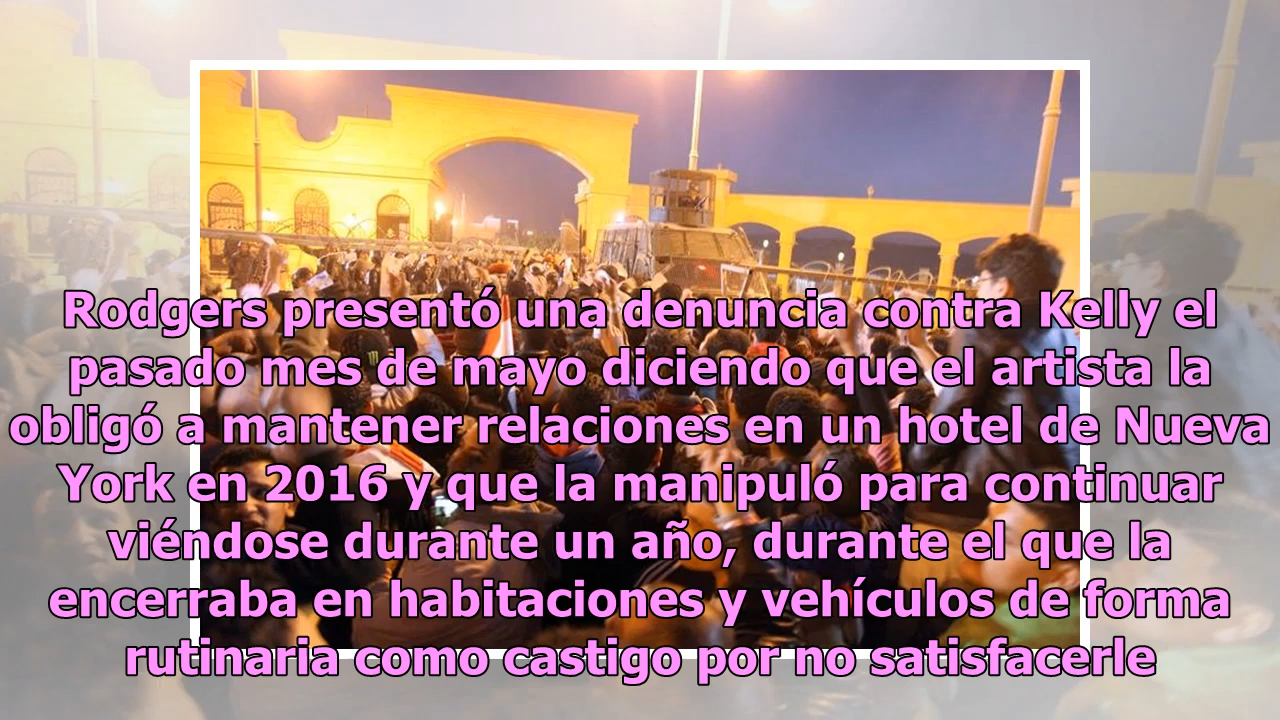 Rodgers presentó una denuncia contra Kelly el
pasado mes de mayo diciendo que el artista la
obligó a mantener relaciones en un hotel de Nueva
York en 2016 y que la manipuló para continuar
viéndose durante un año, durante el que la
encerraba en habitaciones y vehículos de forma
rutinaria como castigo por no satisfacerle